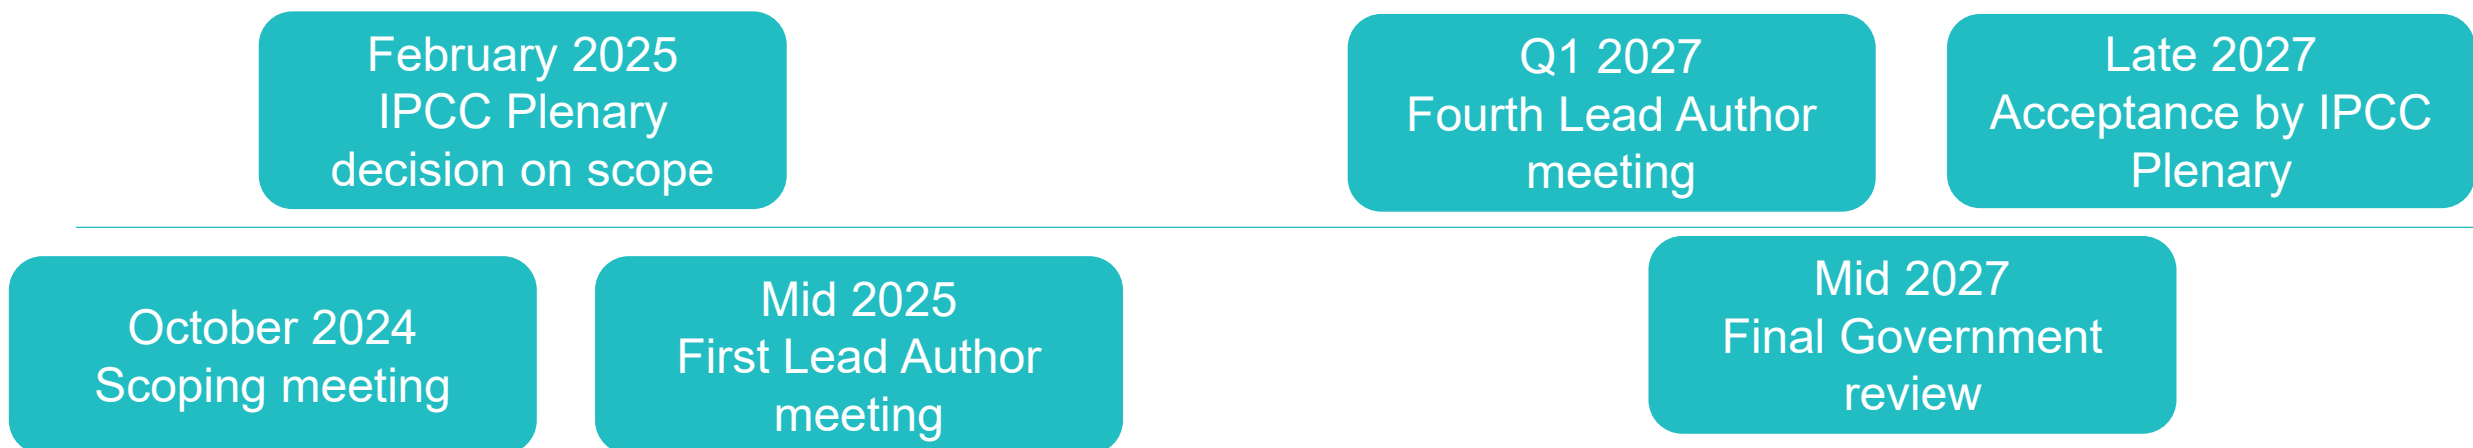 February 2025
IPCC Plenary
decision on scope
Q1 2027
Fourth Lead Author
meeting
Late 2027
Acceptance by IPCC
Plenary
October 2024
Scoping meeting
Mid 2025
First Lead Author
meeting
Mid 2027
Final Government
review